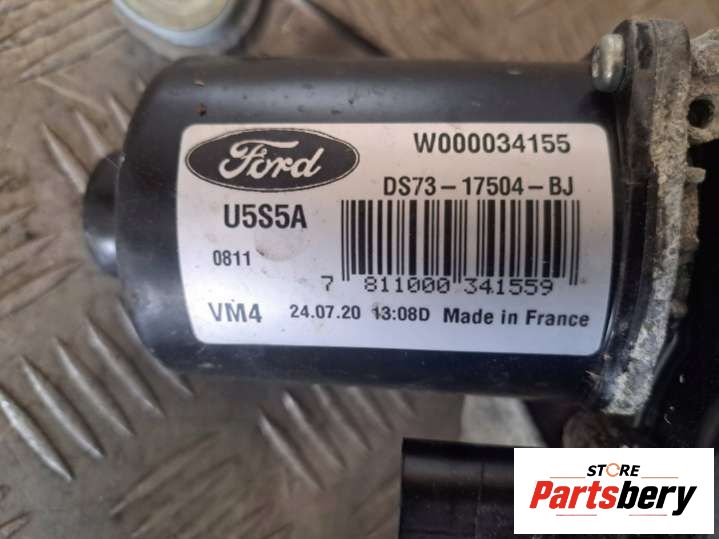 Ford
W000034155
DS73-17504-BJ
U5S5A
0811
7 811000 341559
VM4 24.07.20 13:08D Made in France
STORE
Partsbery